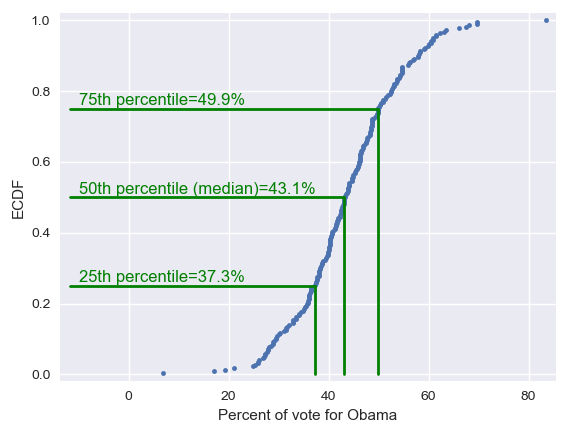 1.0
0.8
75th percentile=49.9%
0.6
50th percentile (median)=43.1%
ECDF
0.4
25th percentile=37.3%
0.2
0.0
0 20 40 60 80
Percent of vote for Obama